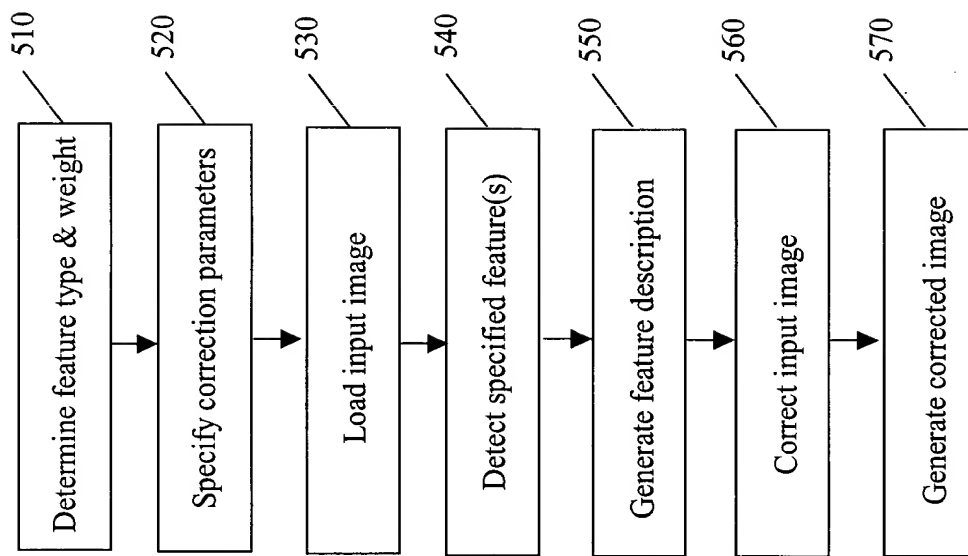 Determine feature type & weight
510
Specify correction parameters
520
Load input image
530
Detect specified feature(s)
540
Generate feature description
550
Correct input image
560
Generate corrected image
570